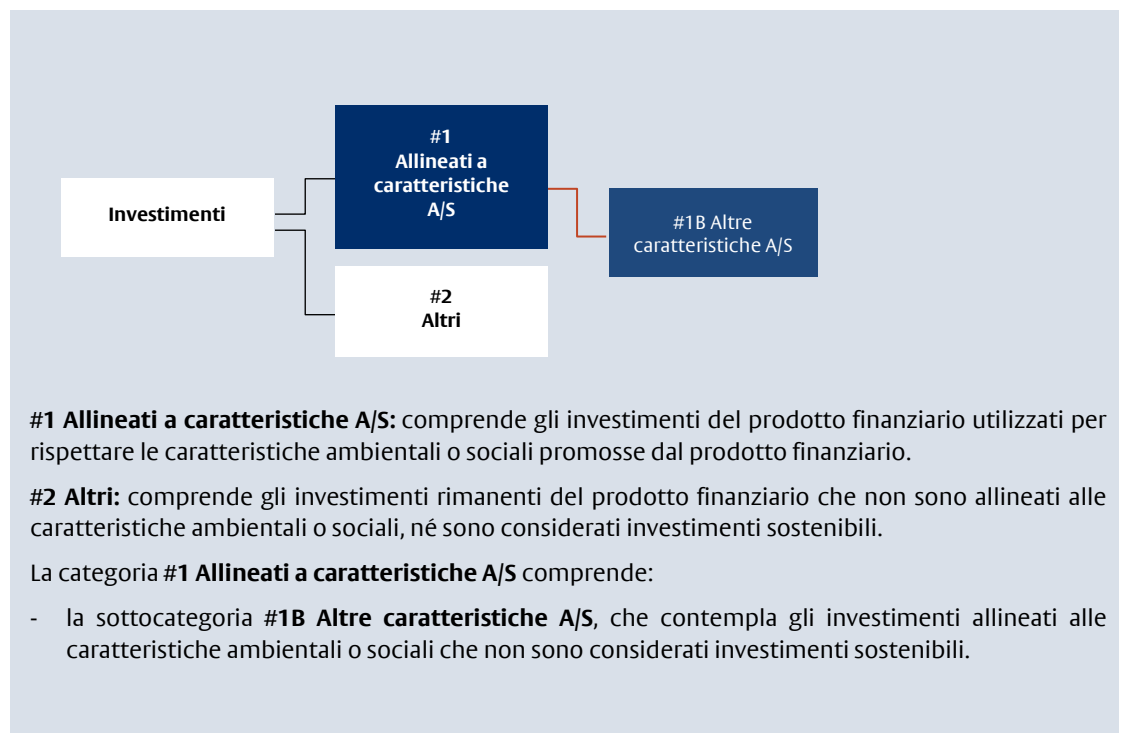 #1
Allineati a
caratteristiche
A/S
Investimenti
#1B Altre
caratteristiche A/S
#2
Altri
#1 Allineati a caratteristiche A/S: comprende gli investimenti del prodotto finanziario utilizzati per
rispettare le caratteristiche ambientali o sociali promosse dal prodotto finanziario.
#2 Altri: comprende gli investimenti rimanenti del prodotto finanziario che non sono allineati alle
caratteristiche ambientali o sociali, né sono considerati investimenti sostenibili.
La categoria #1 Allineati a caratteristiche A/S comprende:
- la sottocategoria #1B Altre caratteristiche A/S, che contempla gli investimenti allineati alle
caratteristiche ambientali o sociali che non sono considerati investimenti sostenibili.